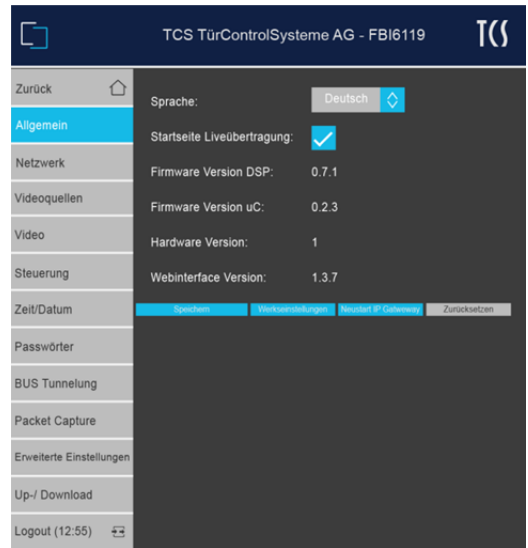 TCS TürControlSysteme AG - FBI6119
TCS
Zurück
Allgemein
Netzwerk
Videoquellen
Video
Steuerung
Zeit/Datum
Passwörter
BUS Tunnelung
Packet Capture
Erweiterte Einstellungen
Up-/ Download
Logout (12:55)
Sprache: Deutsch
Startseite Liveübertragung:
Firmware Version DSP: 0.7.1
Firmware Version uC: 0.2.3
Hardware Version: 1
Webinterface Version: 1.3.7
Speichern Werkseinstellungen Neustart IP Gatweway Zurücksetzen